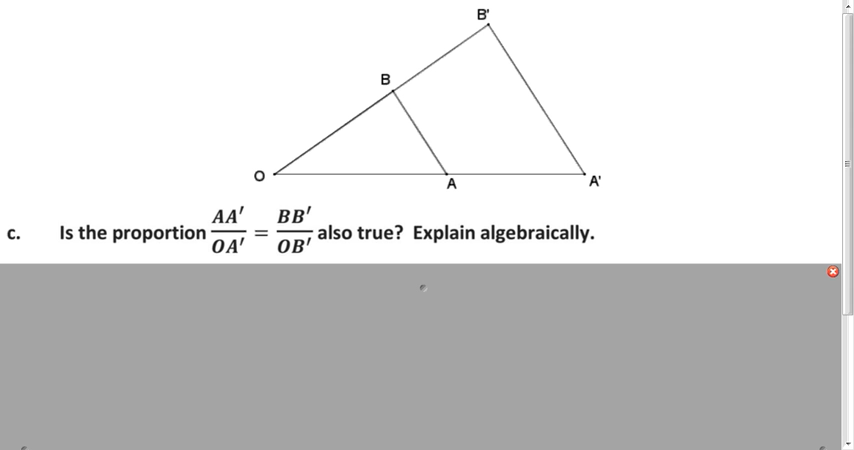 B'
B
O
A
A'
c. Is the proportion AA′/OA′ = BB′/OB′ also true? Explain algebraically.